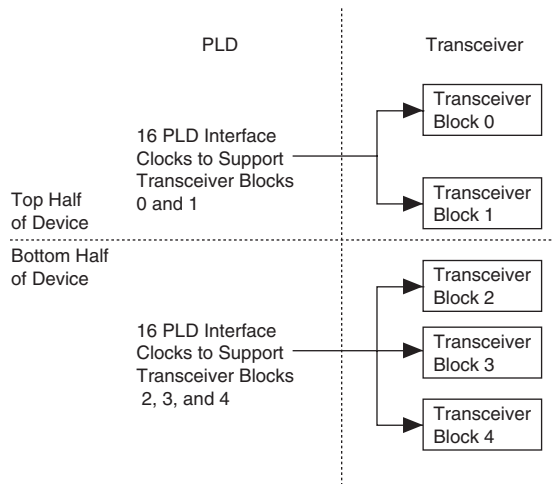 PLD
Transceiver
Transceiver
Block 0
16 PLD Interface
Clocks to Support
Transceiver Blocks
0 and 1
Transceiver
Block 1
Top Half
of Device
Bottom Half
of Device
Transceiver
Block 2
16 PLD Interface
Clocks to Support
Transceiver Blocks
2, 3, and 4
Transceiver
Block 3
Transceiver
Block 4